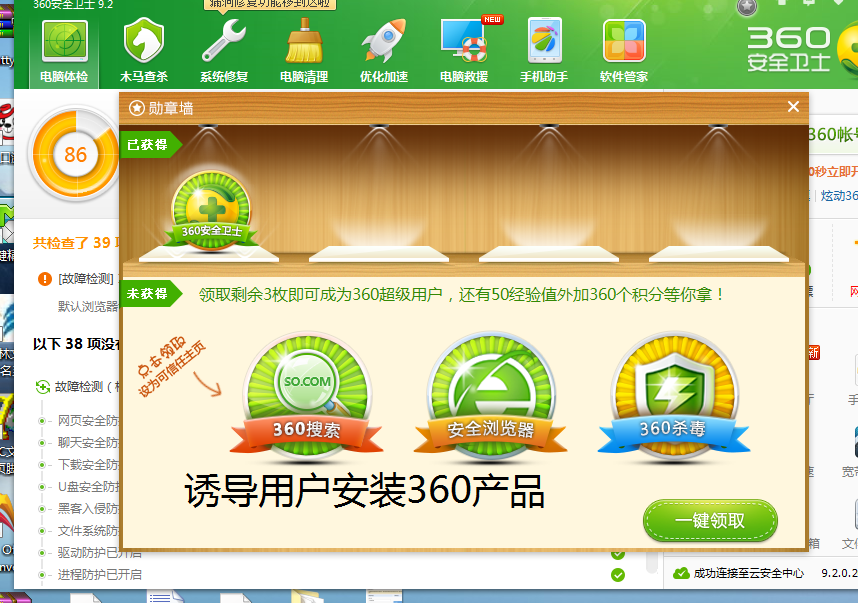 360安全卫士 9.2
漏洞修复功能移到这啦
电脑体检 木马查杀 系统修复 电脑清理 优化加速 电脑救援 手机助手 软件管家
NEW
360
安全卫士
勋章墙
已获得
86
360安全卫士
360帐号
秒立即开
炫动36
共检查了 39
未获得
领取剩余3枚即可成为360超级用户，还有50经验值外加360个积分等你拿！
[故障检测]
默认浏览器
以下 38 项没有
点击领取
设为可信任主页
SO.COM
360搜索
安全浏览器
360杀毒
新
故障检测（
网页安全防
聊天安全防
下载安全防
U盘安全防护
黑客入侵防
文件系统防
驱动防护已开启
进程防护已开启
诱导用户安装360产品
一键领取
成功连接至云安全中心 9.2.0.2